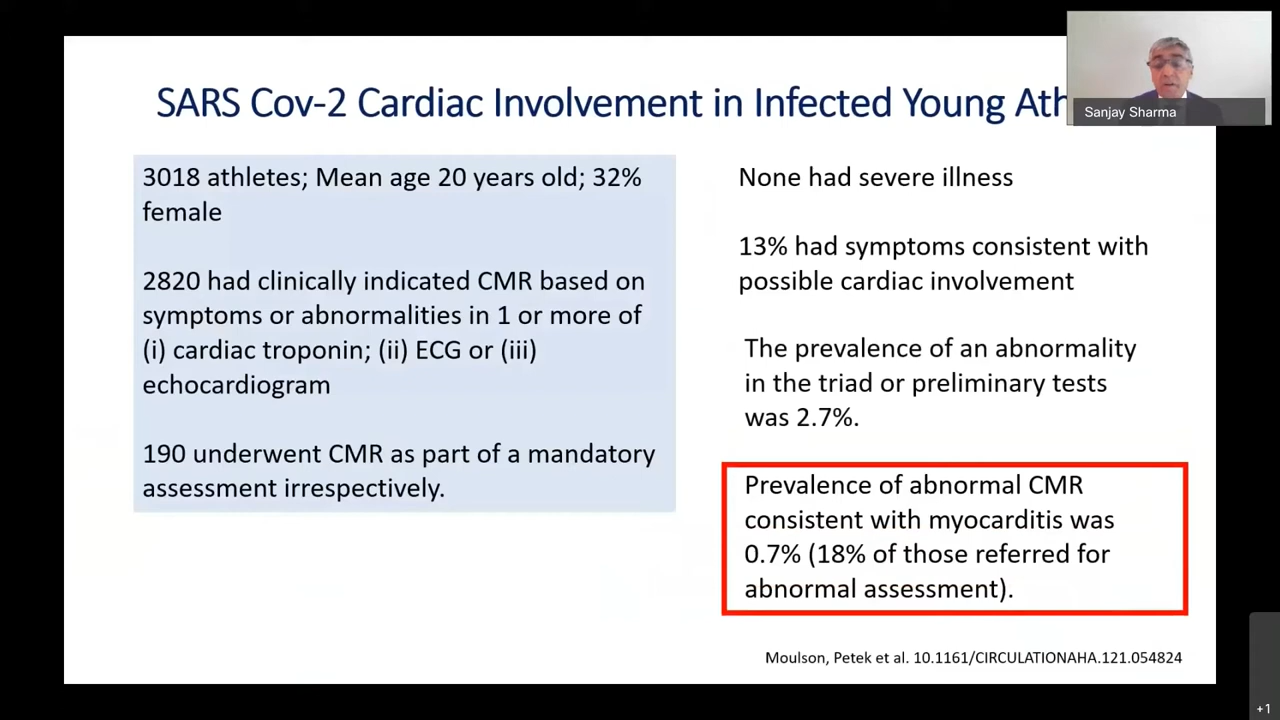 SARS Cov-2 Cardiac Involvement in Infected Young
Sanjay Sharma
3018 athletes; Mean age 20 years old; 32%
female
2820 had clinically indicated CMR based on
symptoms or abnormalities in 1 or more of
(i) cardiac troponin; (ii) ECG or (iii)
echocardiogram
190 underwent CMR as part of a mandatory
assessment irrespectively.
None had severe illness
13% had symptoms consistent with
possible cardiac involvement
The prevalence of an abnormality
in the triad or preliminary tests
was 2.7%.
Prevalence of abnormal CMR
consistent with myocarditis was
0.7% (18% of those referred for
abnormal assessment).
Moulson, Petek et al. 10.1161/CIRCULATIONAHA.121.054824
+1